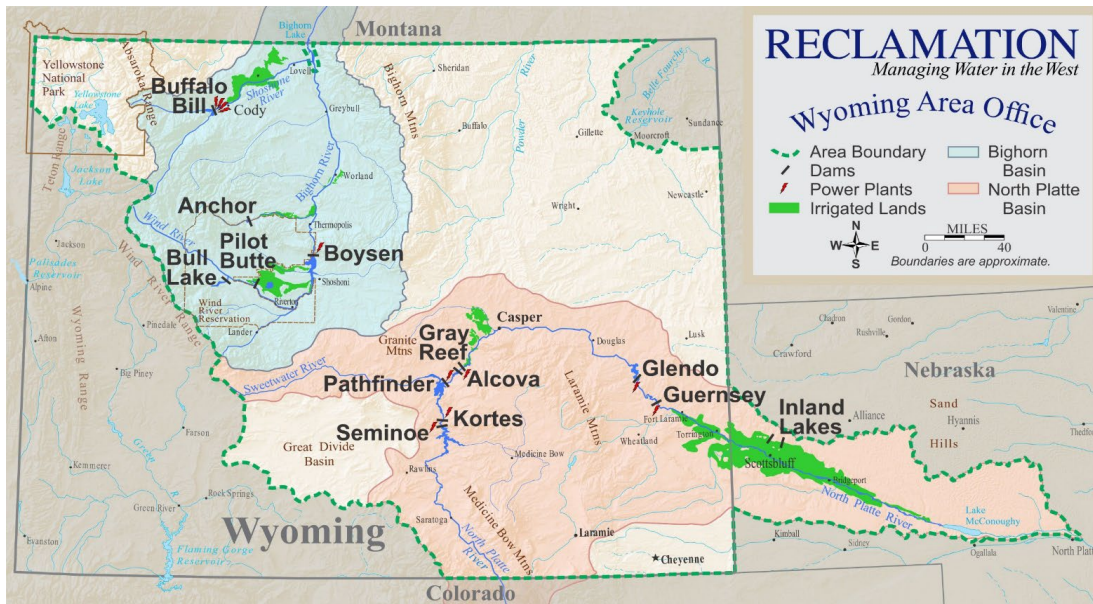 Montana
Bighorn
Lake
Yellowstone
National
Park
Absaroka Range
Yellowstone
Lake
Buffalo
Bill
Cody
Shoshone
River
Lovell
Greybull
Bighorn Mtns
Sheridan
Buffalo
Powder
River
Gillette
Belle Fourche
R
Keyhole
Reservoir
Sundance
Moorcroft
Newcastle
Wright
Teton Range
Jackson
Lake
Jackson
Palisades
Reservoir
Alpine
Bighorn River
Worland
Anchor
Thermopolis
Wind River
Pilot
Butte
Bull
Lake
Boysen
Shoshoni
Riverton
Wind
River
Reservation
Lander
Wind River Range
Pinedale
Afton
Wyoming Range
Big Piney
Green
R
Farson
Kemmerer
Rock Springs
Green River
Evanston
Flaming Gorge
Reservoir
Wyoming
Granite
Mtns
Sweetwater River
Gray
Reef
Casper
Pathfinder
Alcova
Kortes
Seminoe
Great Divide
Basin
Rawlins
Saratoga
Medicine Bow
Medicine Bow Mtns
North Platte
River
Laramie Mtns
Douglas
Lusk
Glendo
Guernsey
Fort Laramie
Wheatland
Torrington
Laramie
Cheyenne
Colorado
Inland
Lakes
Scottsbluff
Bridgeport
North Platte River
Alliance
Nebraska
Sand
Hills
Hyannis
Thedford
Chadron
Gordon
Rushville
Crawford
Valentine
Lake
McConoughy
Kimball
Sidney
Ogallala
North Platte
RECLAMATION
Managing Water in the West
Wyoming Area Office
Area Boundary
Dams
Power Plants
Irrigated Lands
Bighorn
Basin
North Platte
Basin
N
W E
S
MILES
0 40
Boundaries are approximate.